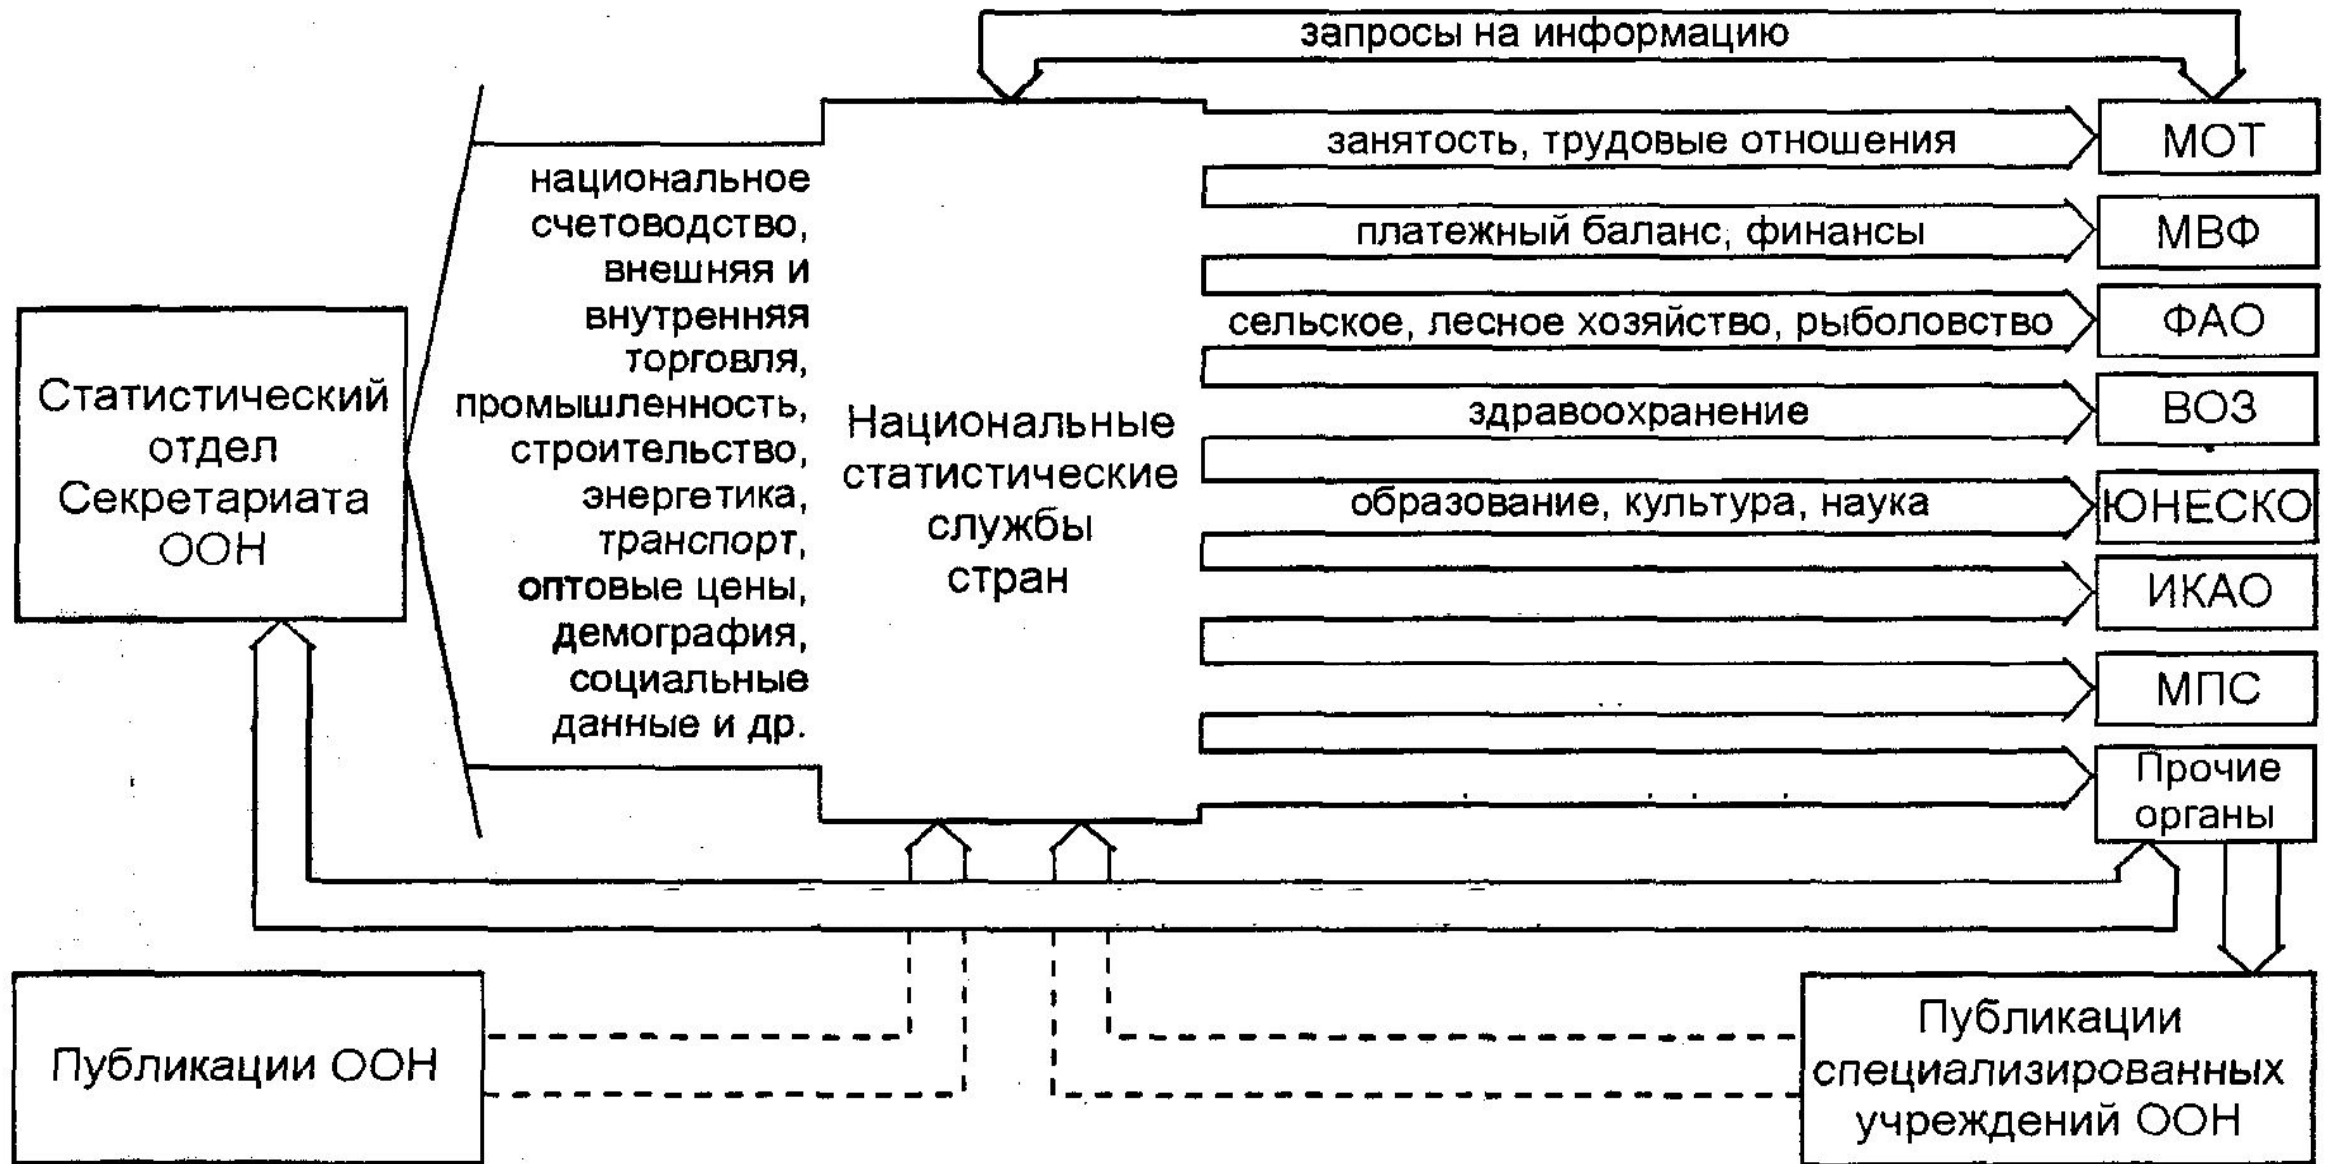 запросы на информацию
занятость, трудовые отношения
МОТ
национальное
счетоводство,
внешняя и
внутренняя
торговля,
промышленность,
строительство,
энергетика,
транспорт,
оптовые цены,
демография,
социальные
данные и др.
платежный баланс, финансы
МВФ
сельское, лесное хозяйство, рыболовство
ФАО
Статистический
отдел
Секретариата
ООН
Национальные
статистические
службы
стран
здравоохранение
ВОЗ
образование, культура, наука
ЮНЕСКО
ИКАО
МПС
Прочие
органы
Публикации ООН
Публикации
специализированных
учреждений ООН